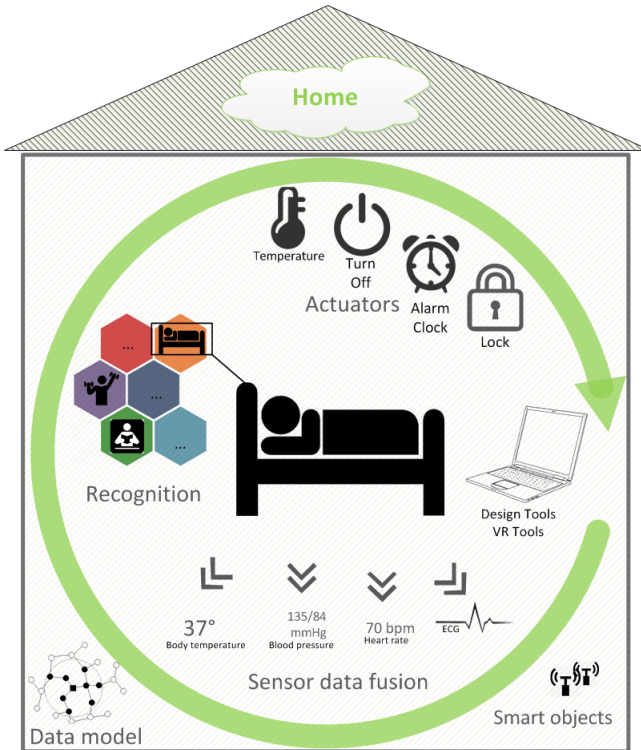 Home
Temperature
Turn
Off
Actuators
Alarm
Clock
Lock
...
...
...
Recognition
Design Tools
VR Tools
37°
Body temperature
135/84
mmHg
Blood pressure
70 bpm
Heart rate
ECG
Sensor data fusion
Data model
Smart objects